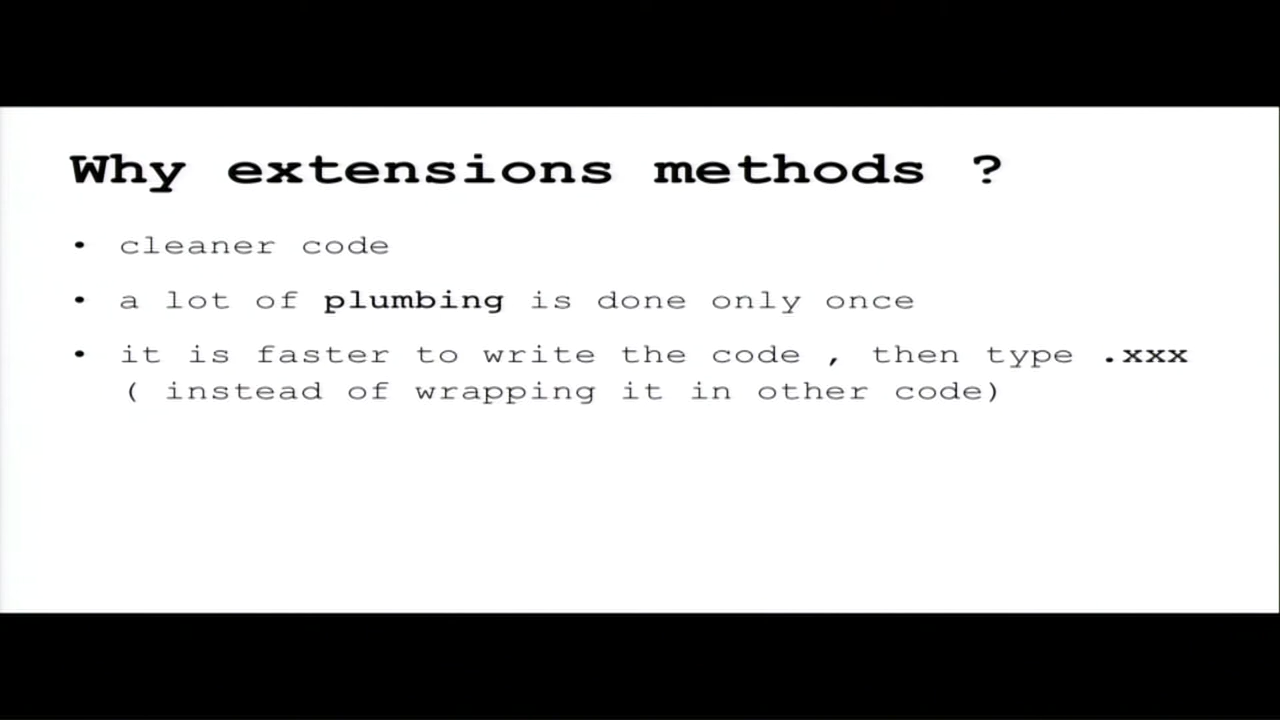 Why extensions methods ?
• cleaner code
• a lot of plumbing is done only once
• it is faster to write the code , then type .xxx
( instead of wrapping it in other code)